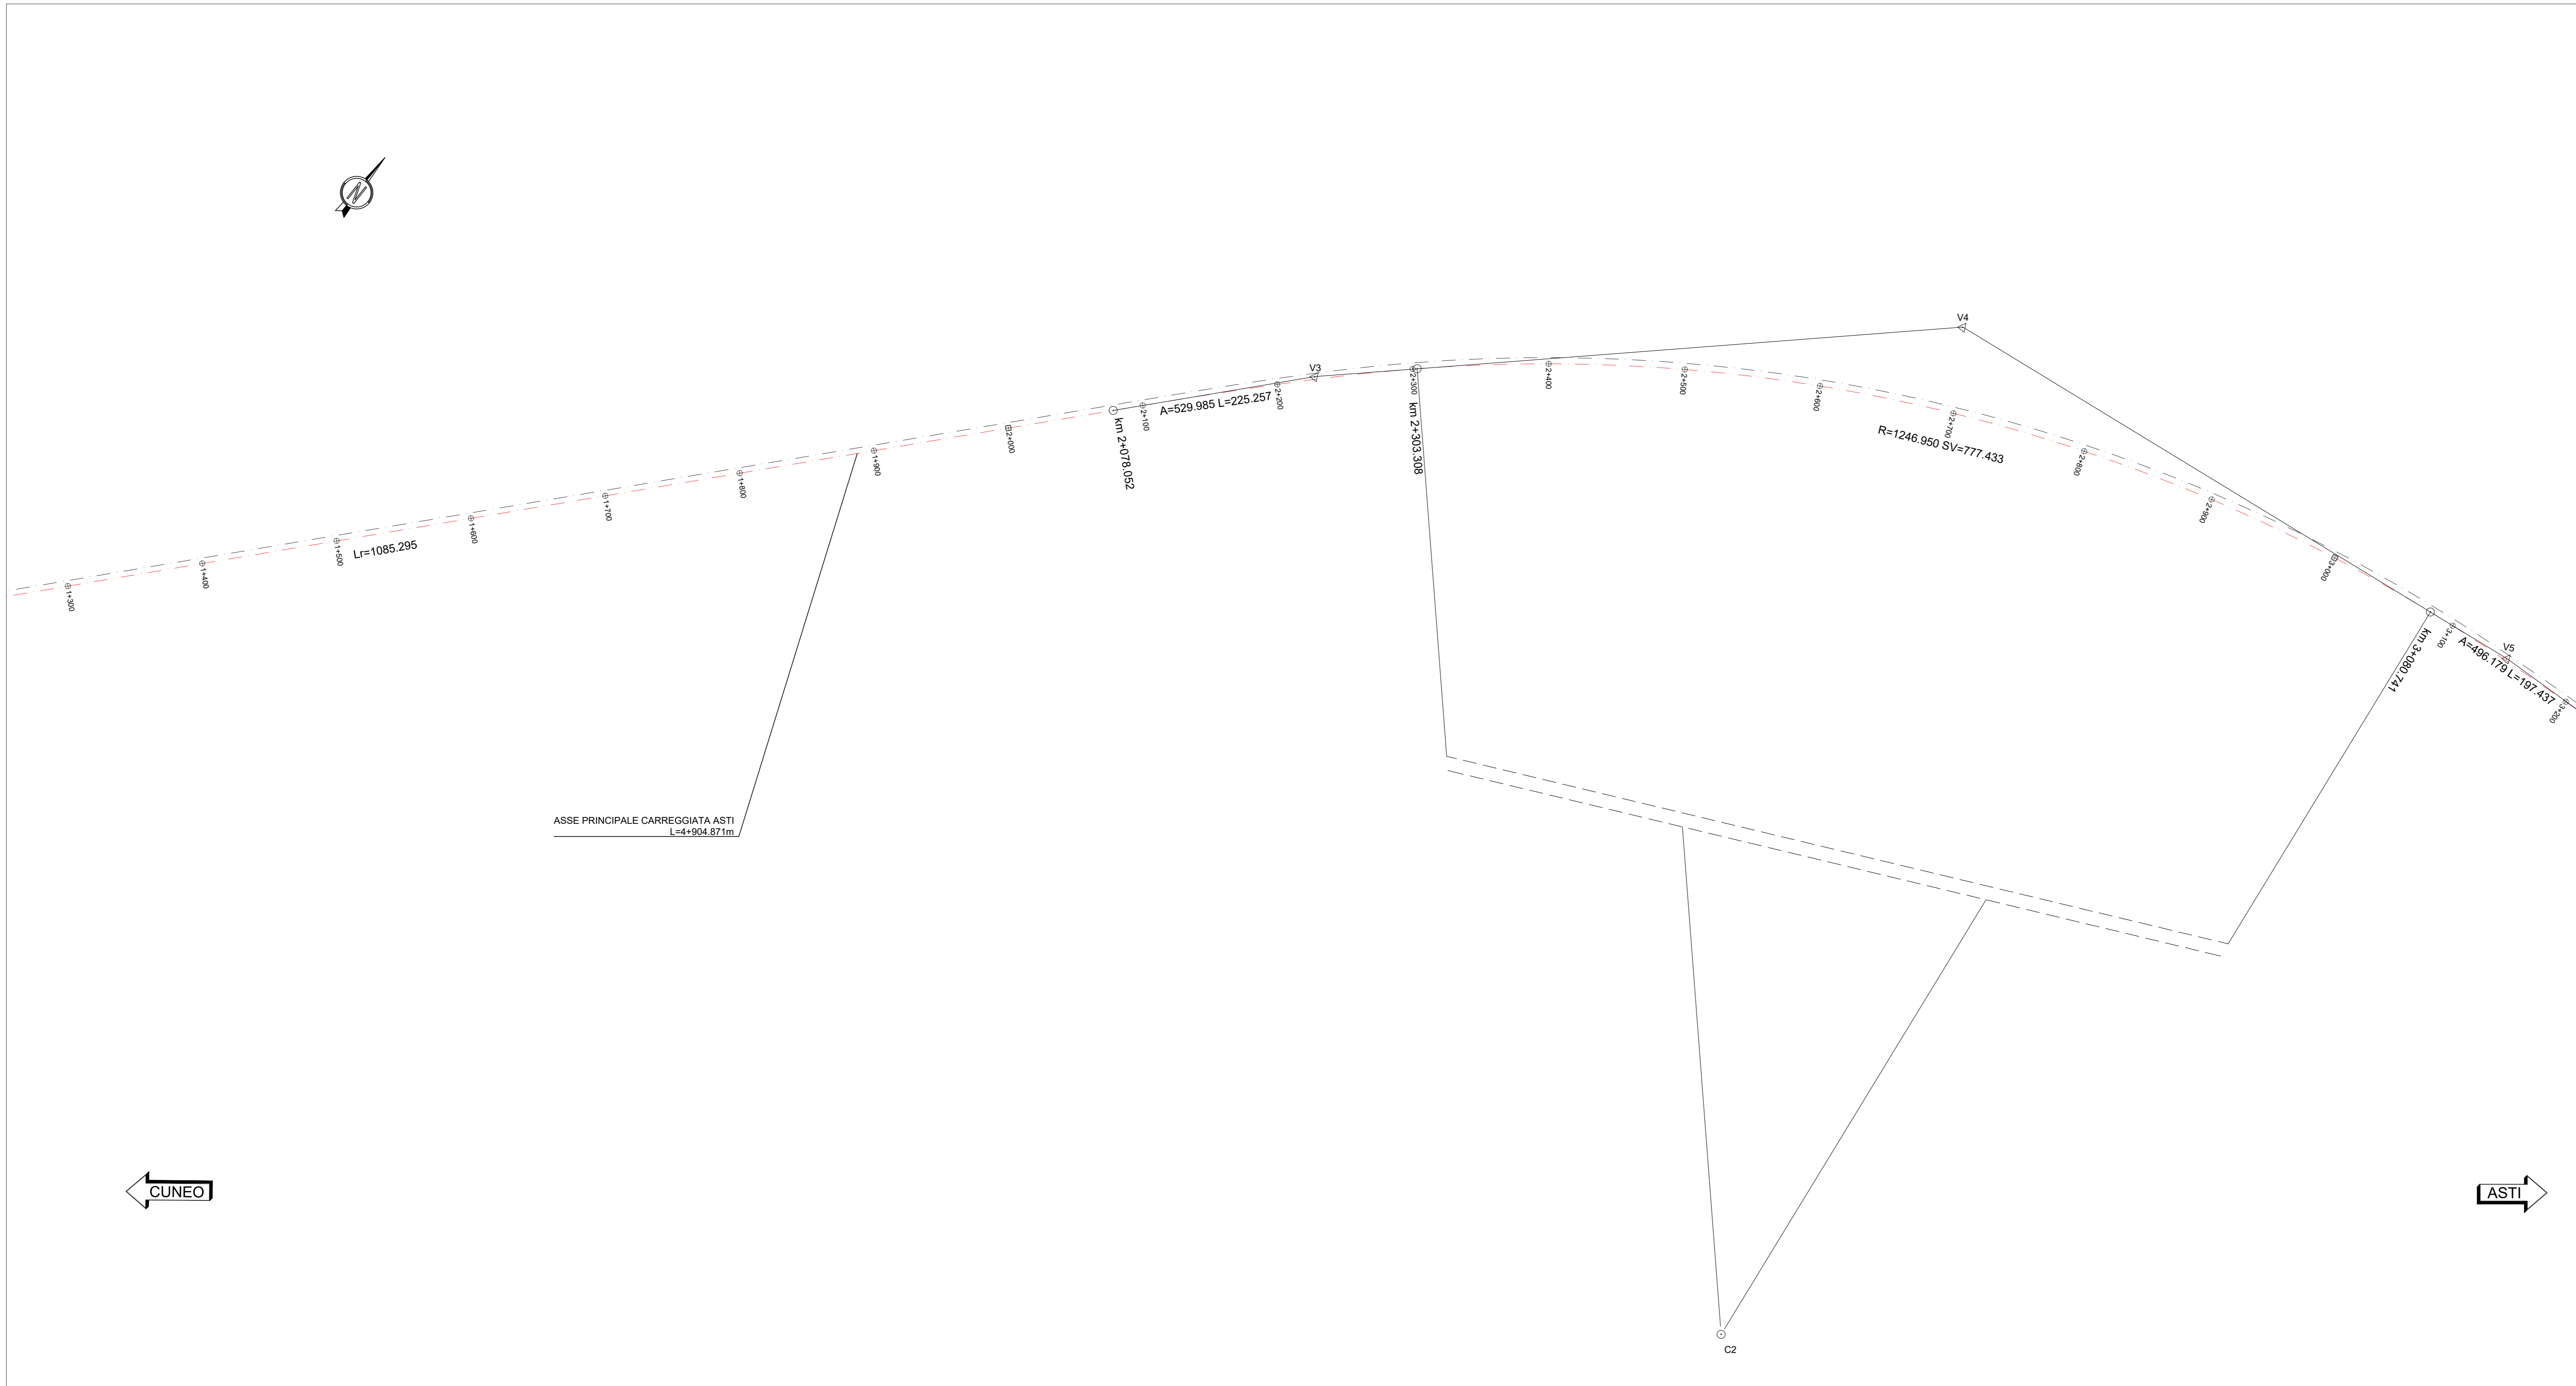 N
V4
V3
2+300
2+400
2+500
2+200
2+600
A=529.985 L=225.257
2+100
km 2+303.308
2+700
R=1246.950 SV=777.433
2+000
km 2+078.052
1+900
2+800
1+800
2+900
1+700
1+600
Lr=1085.295
1+500
1+400
3+000
1+300
3+100
km 3+080.741
V5
A=496.179 L=197.437
3+200
ASSE PRINCIPALE CARREGGIATA ASTI
L=4+904.871m
CUNEO
ASTI
C2